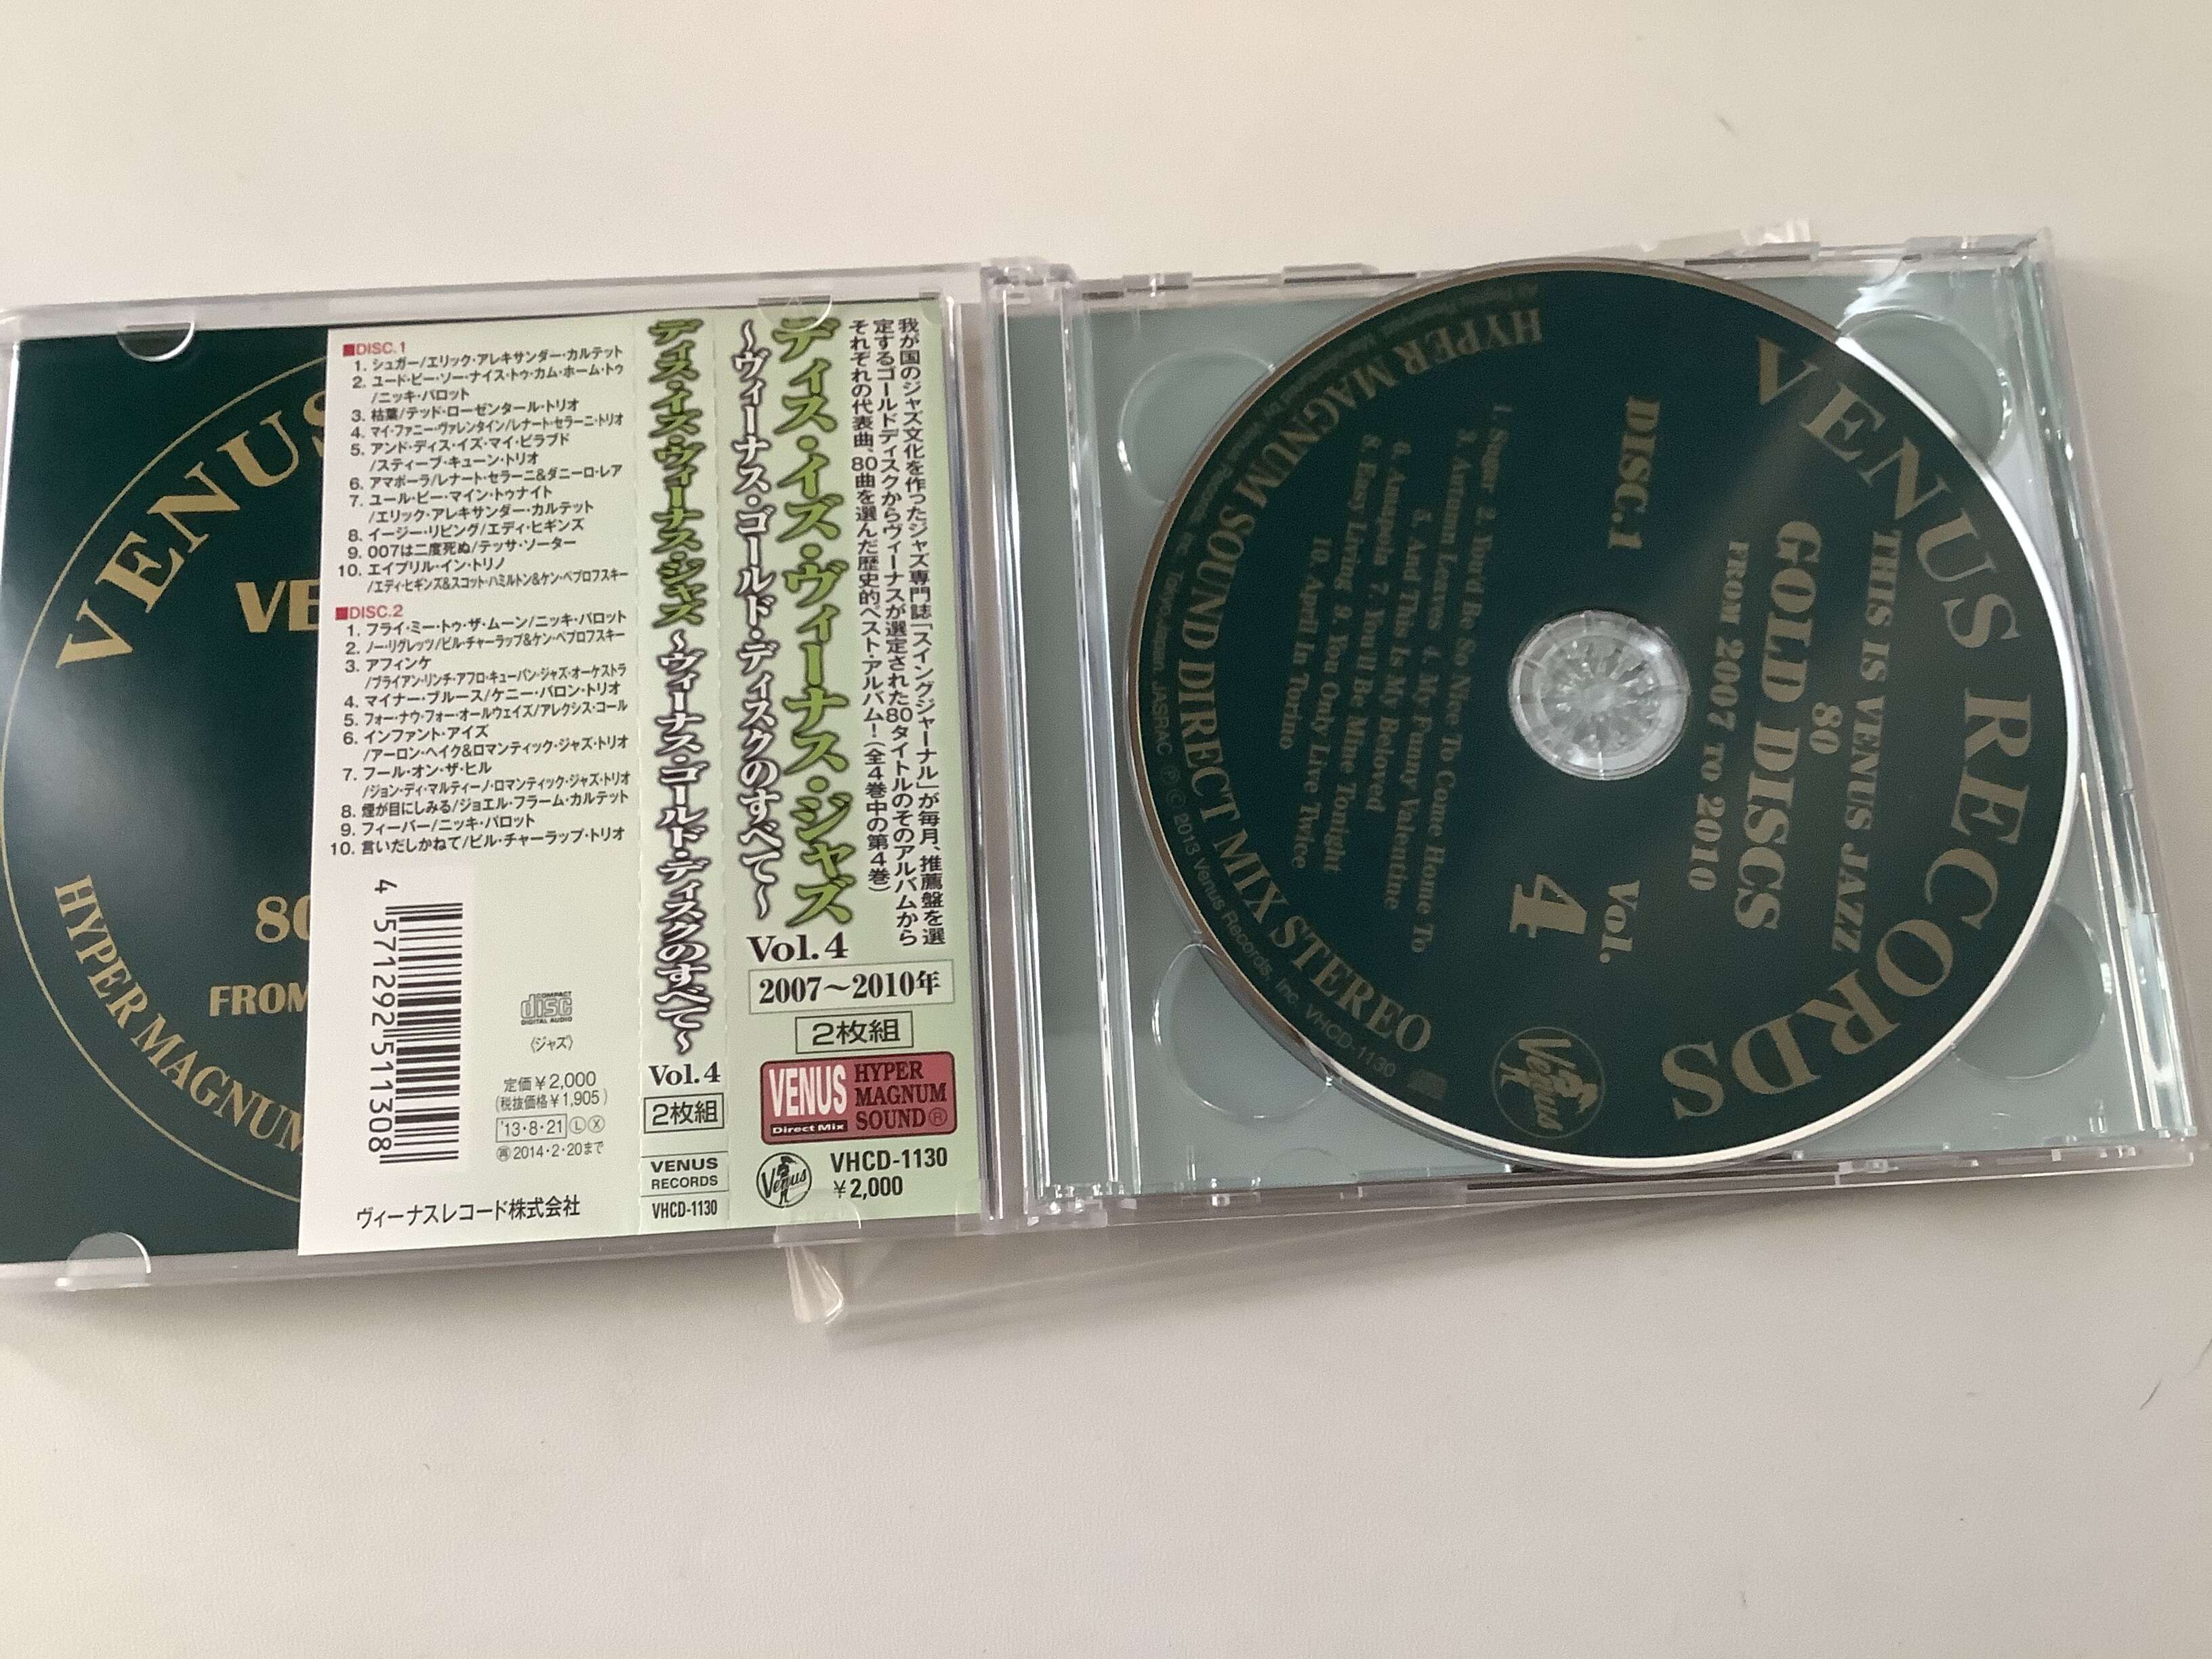 VENUS
VE
80
FROM
HYPER MAGNUM
■DISC.1
1. シュガー/エリック・アレキサンダー・カルテット
2. ユード・ビー・ソー・ナイス・トゥ・カム・ホーム・トゥ
/ニッキ・パロット
3. 枯葉/テッド・ローゼンタール・トリオ
4. マイ・ファニー・ヴァレンタイン/レナート・セラーニ・トリオ
5. アンド・ディス・イズ・マイ・ビラブド
/スティーブ・キューン・トリオ
6. アマポーラ/レナート・セラーニ&ダニーロ・レア
7. ユール・ビー・マイン・トゥナイト
/エリック・アレキサンダー・カルテット
8. イージー・リビング/エディ・ヒギンズ
9. 007は二度死ぬ/テッサ・ソーター
10. エイプリル・イン・トリノ
/エディ・ヒギンズ&スコット・ハミルトン&ケン・ペプロフスキー
■DISC.2
1. フライ・ミー・トゥ・ザ・ムーン/ニッキ・パロット
2. ノー・リグレッツ/ビル・チャーラップ&ケン・ペプロフスキー
3. アフィンケ
/ブライアン・リンチ・アフロ・キューバン・ジャズ・オーケストラ
4. マイナー・ブルース/ケニー・バロン・トリオ
5. フォー・ナウ・フォー・オールウェイズ/アレクシス・コール
6. インファント・アイズ
/アーロン・ヘイク&ロマンティック・ジャズ・トリオ
7. フール・オン・ザ・ヒル
/ジョン・ディ・マルティーノ・ロマンティック・ジャズ・トリオ
8. 煙が目にしみる/ジョエル・フラーム・カルテット
9. フィーバー/ニッキ・パロット
10. 言いだしかねて/ビル・チャーラップ・トリオ
4 571292 511308
COMPACT
disc
DIGITAL AUDIO
《ジャズ》
定価¥2,000
(税抜価格¥1,905)
'13・8・21 Ⓛ Ⓧ
2014・2・20まで
ヴィーナスレコード株式会社
ディス・イズ・ヴィーナス・ジャズ 〜ヴィーナス・ゴールド・ディスクのすべて〜
Vol.4
2枚組
VENUS
RECORDS
VHCD-1130
我が国のジャズ文化を作ったジャズ専門誌「スイングジャーナル」が毎月、推薦盤を選
定するゴールドディスクからヴィーナスが選定された80タイトルのそのアルバムから
それぞれの代表曲、80曲を選んだ歴史的ベスト・アルバム!(全4巻中の第4巻)
ディス・イズ・ヴィーナス・ジャズ
〜ヴィーナス・ゴールド・ディスクのすべて〜
Vol.4
2007〜2010年
2枚組
VENUS
Direct Mix
HYPER
MAGNUM
SOUND®
Venus
VHCD-1130
¥2,000
VENUS RECORDS
THIS IS VENUS JAZZ
80
GOLD DISCS
FROM 2007 TO 2010
DISC.1
Vol.
4
1. Sugar 2. You'd Be So Nice To Come Home To
3. Autumn Leaves 4. My Funny Valentine
5. And This Is My Beloved
6. Amapola 7. You'll Be Mine Tonight
8. Easy Living 9. You Only Live Twice
10. April In Torino
HYPER MAGNUM SOUND DIRECT MIX STEREO
Venus Records, Inc. Tokyo Japan. JASRAC ℗©2013 Venus Records, Inc. VHCD-1130
Venus